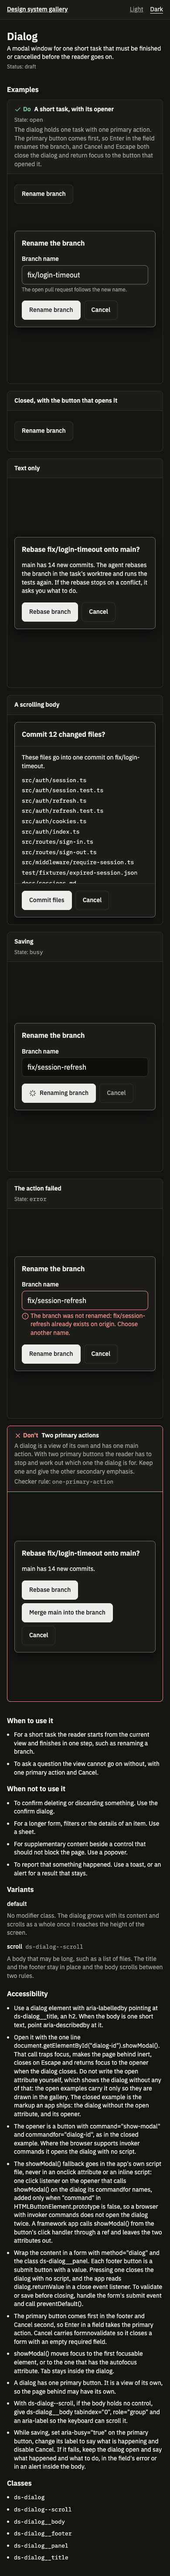 Design system gallery
Light
Dark
Dialog
A modal window for one short task that must be finished
or cancelled before the reader goes on.
Status: draft
Examples
Do A short task, with its opener
State: open
The dialog holds one task with one primary action.
The primary button comes first, so Enter in the field
renames the branch, and Cancel and Escape both
close the dialog and return focus to the button that
opened it.
Rename branch
Rename the branch
Branch name
fix/login-timeout
The open pull request follows the new name.
Rename branch
Cancel
Closed, with the button that opens it
Rename branch
Text only
Rebase fix/login-timeout onto main?
main has 14 new commits. The agent rebases
the branch in the task's worktree and runs the
tests again. If the rebase stops on a conflict, it
asks you what to do.
Rebase branch
Cancel
A scrolling body
Commit 12 changed files?
These files go into one commit on fix/login-
timeout.
src/auth/session.ts
src/auth/session.test.ts
src/auth/refresh.ts
src/auth/refresh.test.ts
src/auth/cookies.ts
src/auth/index.ts
src/routes/sign-in.ts
src/routes/sign-out.ts
src/middleware/require-session.ts
test/fixtures/expired-session.json
docs/sessions.md
Commit files
Cancel
Saving
State: busy
Rename the branch
Branch name
fix/session-refresh
Renaming branch
Cancel
The action failed
State: error
Rename the branch
Branch name
fix/session-refresh
The branch was not renamed: fix/session-
refresh already exists on origin. Choose
another name.
Rename branch
Cancel
Don't Two primary actions
A dialog is a view of its own and has one main
action. With two primary buttons the reader has to
stop and work out which one the dialog is for. Keep
one and give the other secondary emphasis.
Checker rule: one-primary-action
Rebase fix/login-timeout onto main?
main has 14 new commits.
Rebase branch
Merge main into the branch
Cancel
When to use it
• For a short task the reader starts from the current
view and finishes in one step, such as renaming a
branch.
• To ask a question the view cannot go on without, with
one primary action and Cancel.
When not to use it
• To confirm deleting or discarding something. Use the
confirm dialog.
• For a longer form, filters or the details of an item. Use
a sheet.
• For supplementary content beside a control that
should not block the page. Use a popover.
• To report that something happened. Use a toast, or an
alert for a result that stays.
Variants
default
No modifier class. The dialog grows with its content and
scrolls as a whole once it reaches the height of the
screen.
scroll ds-dialog--scroll
A body that may be long, such as a list of files. The title
and the footer stay in place and the body scrolls between
two rules.
Accessibility
• Use a dialog element with aria-labelledby pointing at
ds-dialog__title, an h2. When the body is one short
text, point aria-describedby at it.
• Open it with the one line
document.getElementById("dialog-id").showModal().
That call traps focus, makes the page behind inert,
closes on Escape and returns focus to the opener when
the dialog closes. Do not write the open
attribute yourself, which shows the dialog without any
of that: the open examples carry it only so they are
drawn in the gallery. The closed example is the
markup an app ships: the dialog without the open
attribute, and its opener.
• The opener is a button with command="show-modal"
and commandfor="dialog-id", as in the closed
example. Where the browser supports invoker
commands it opens the dialog with no script.
• The showModal() fallback goes in the app's own script
file, never in an onclick attribute or an inline script:
one click listener on the opener that calls
showModal() on the dialog its commandfor names,
added only when "command" in
HTMLButtonElement.prototype is false, so a browser
with invoker commands does not open the dialog
twice. A framework app calls showModal() from the
button's click handler through a ref and leaves the two
attributes out.
• Wrap the content in a form with method="dialog" and
the class ds-dialog__panel. Each footer button is a
submit button with a value. Pressing one closes the
dialog with no script, and the app reads
dialog.returnValue in a close event listener. To validate
or save before closing, handle the form's submit event
and call preventDefault().
• The primary button comes first in the footer and
Cancel second, so Enter in a field takes the primary
action. Cancel carries formnovalidate so it closes a
form with an empty required field.
• showModal() moves focus to the first focusable
element, or to the one that has the autofocus
attribute. Tab stays inside the dialog.
• A dialog has one primary button. It is a view of its own,
so the page behind may have its own.
• With ds-dialog--scroll, if the body holds no control,
give ds-dialog__body tabindex="0", role="group" and
an aria-label so the keyboard can scroll it.
• While saving, set aria-busy="true" on the primary
button, change its label to say what is happening and
disable Cancel. If it fails, keep the dialog open and say
what happened and what to do, in the field's error or
in an alert inside the body.
Classes
• ds-dialog
• ds-dialog--scroll
• ds-dialog__body
• ds-dialog__footer
• ds-dialog__panel
• ds-dialog__title